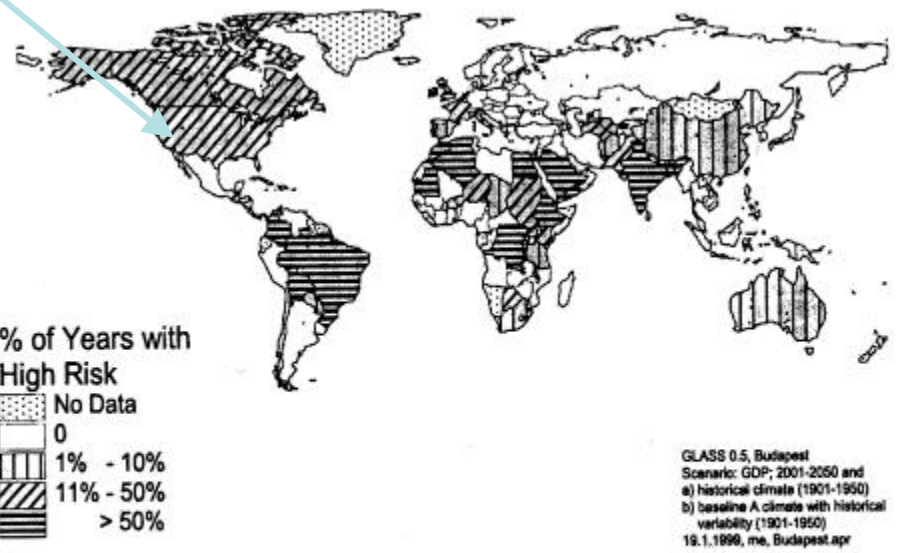 % of Years with
High Risk
No Data
0
1% - 10%
11% - 50%
> 50%
GLASS 0.5, Budapest
Scenario: GDP; 2001-2050 and
a) historical climate (1901-1950)
b) baseline A climate with historical
variability (1901-1950)
19.1.1999, me, Budapest.apr